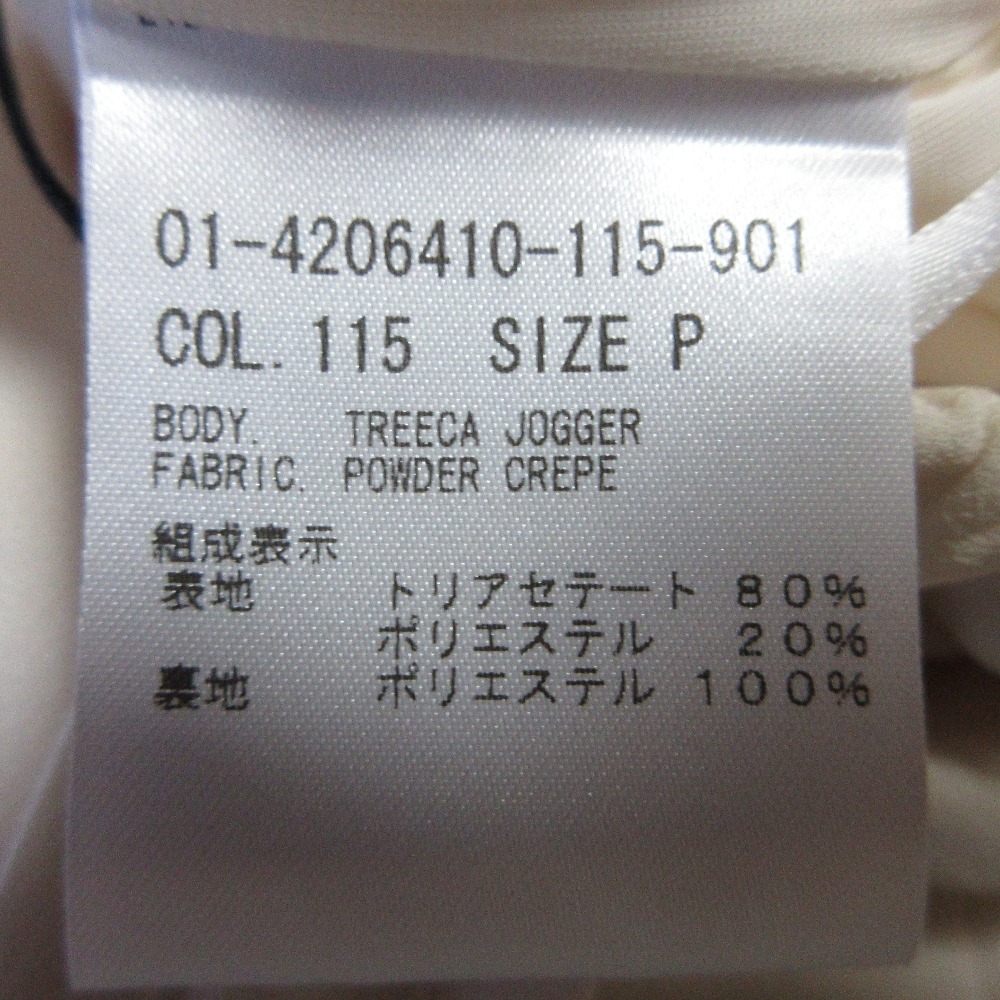 01-4206410-115-901
COL. 115 SIZE P
BODY. TREECA JOGGER
FABRIC. POWDER CREPE
組成表示
表地 トリアセテート 80%
ポリエステル 20%
裏地 ポリエステル 100%